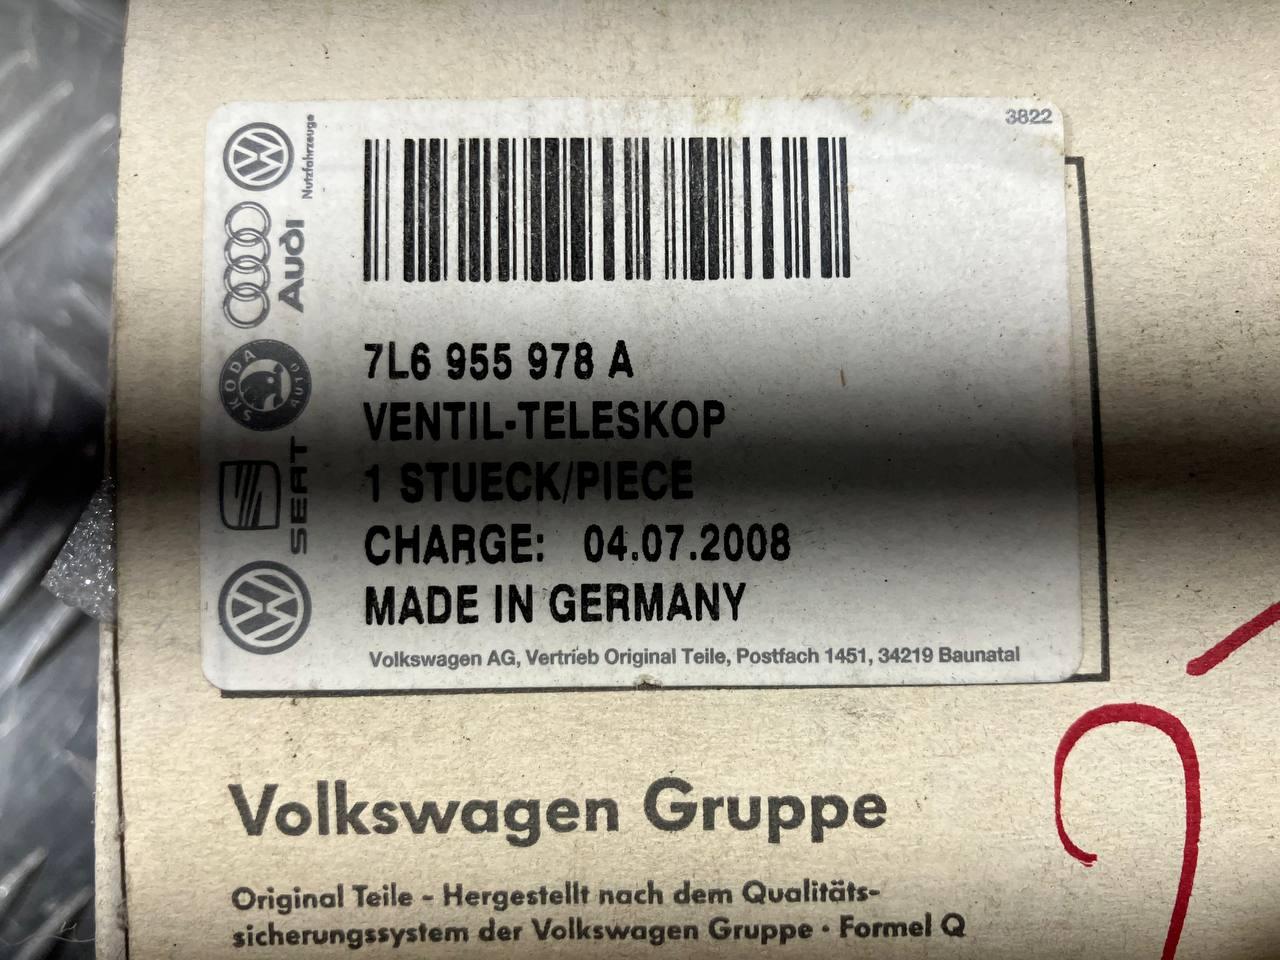 3822
Nutzfahrzeuge
Audi
ŠKODA
AUTO
SEAT
7L6 955 978 A
VENTIL-TELESKOP
1 STUECK/PIECE
CHARGE: 04.07.2008
MADE IN GERMANY
Volkswagen AG, Vertrieb Original Teile, Postfach 1451, 34219 Baunatal
Volkswagen Gruppe
Original Teile - Hergestellt nach dem Qualitäts-
sicherungssystem der Volkswagen Gruppe · Formel Q